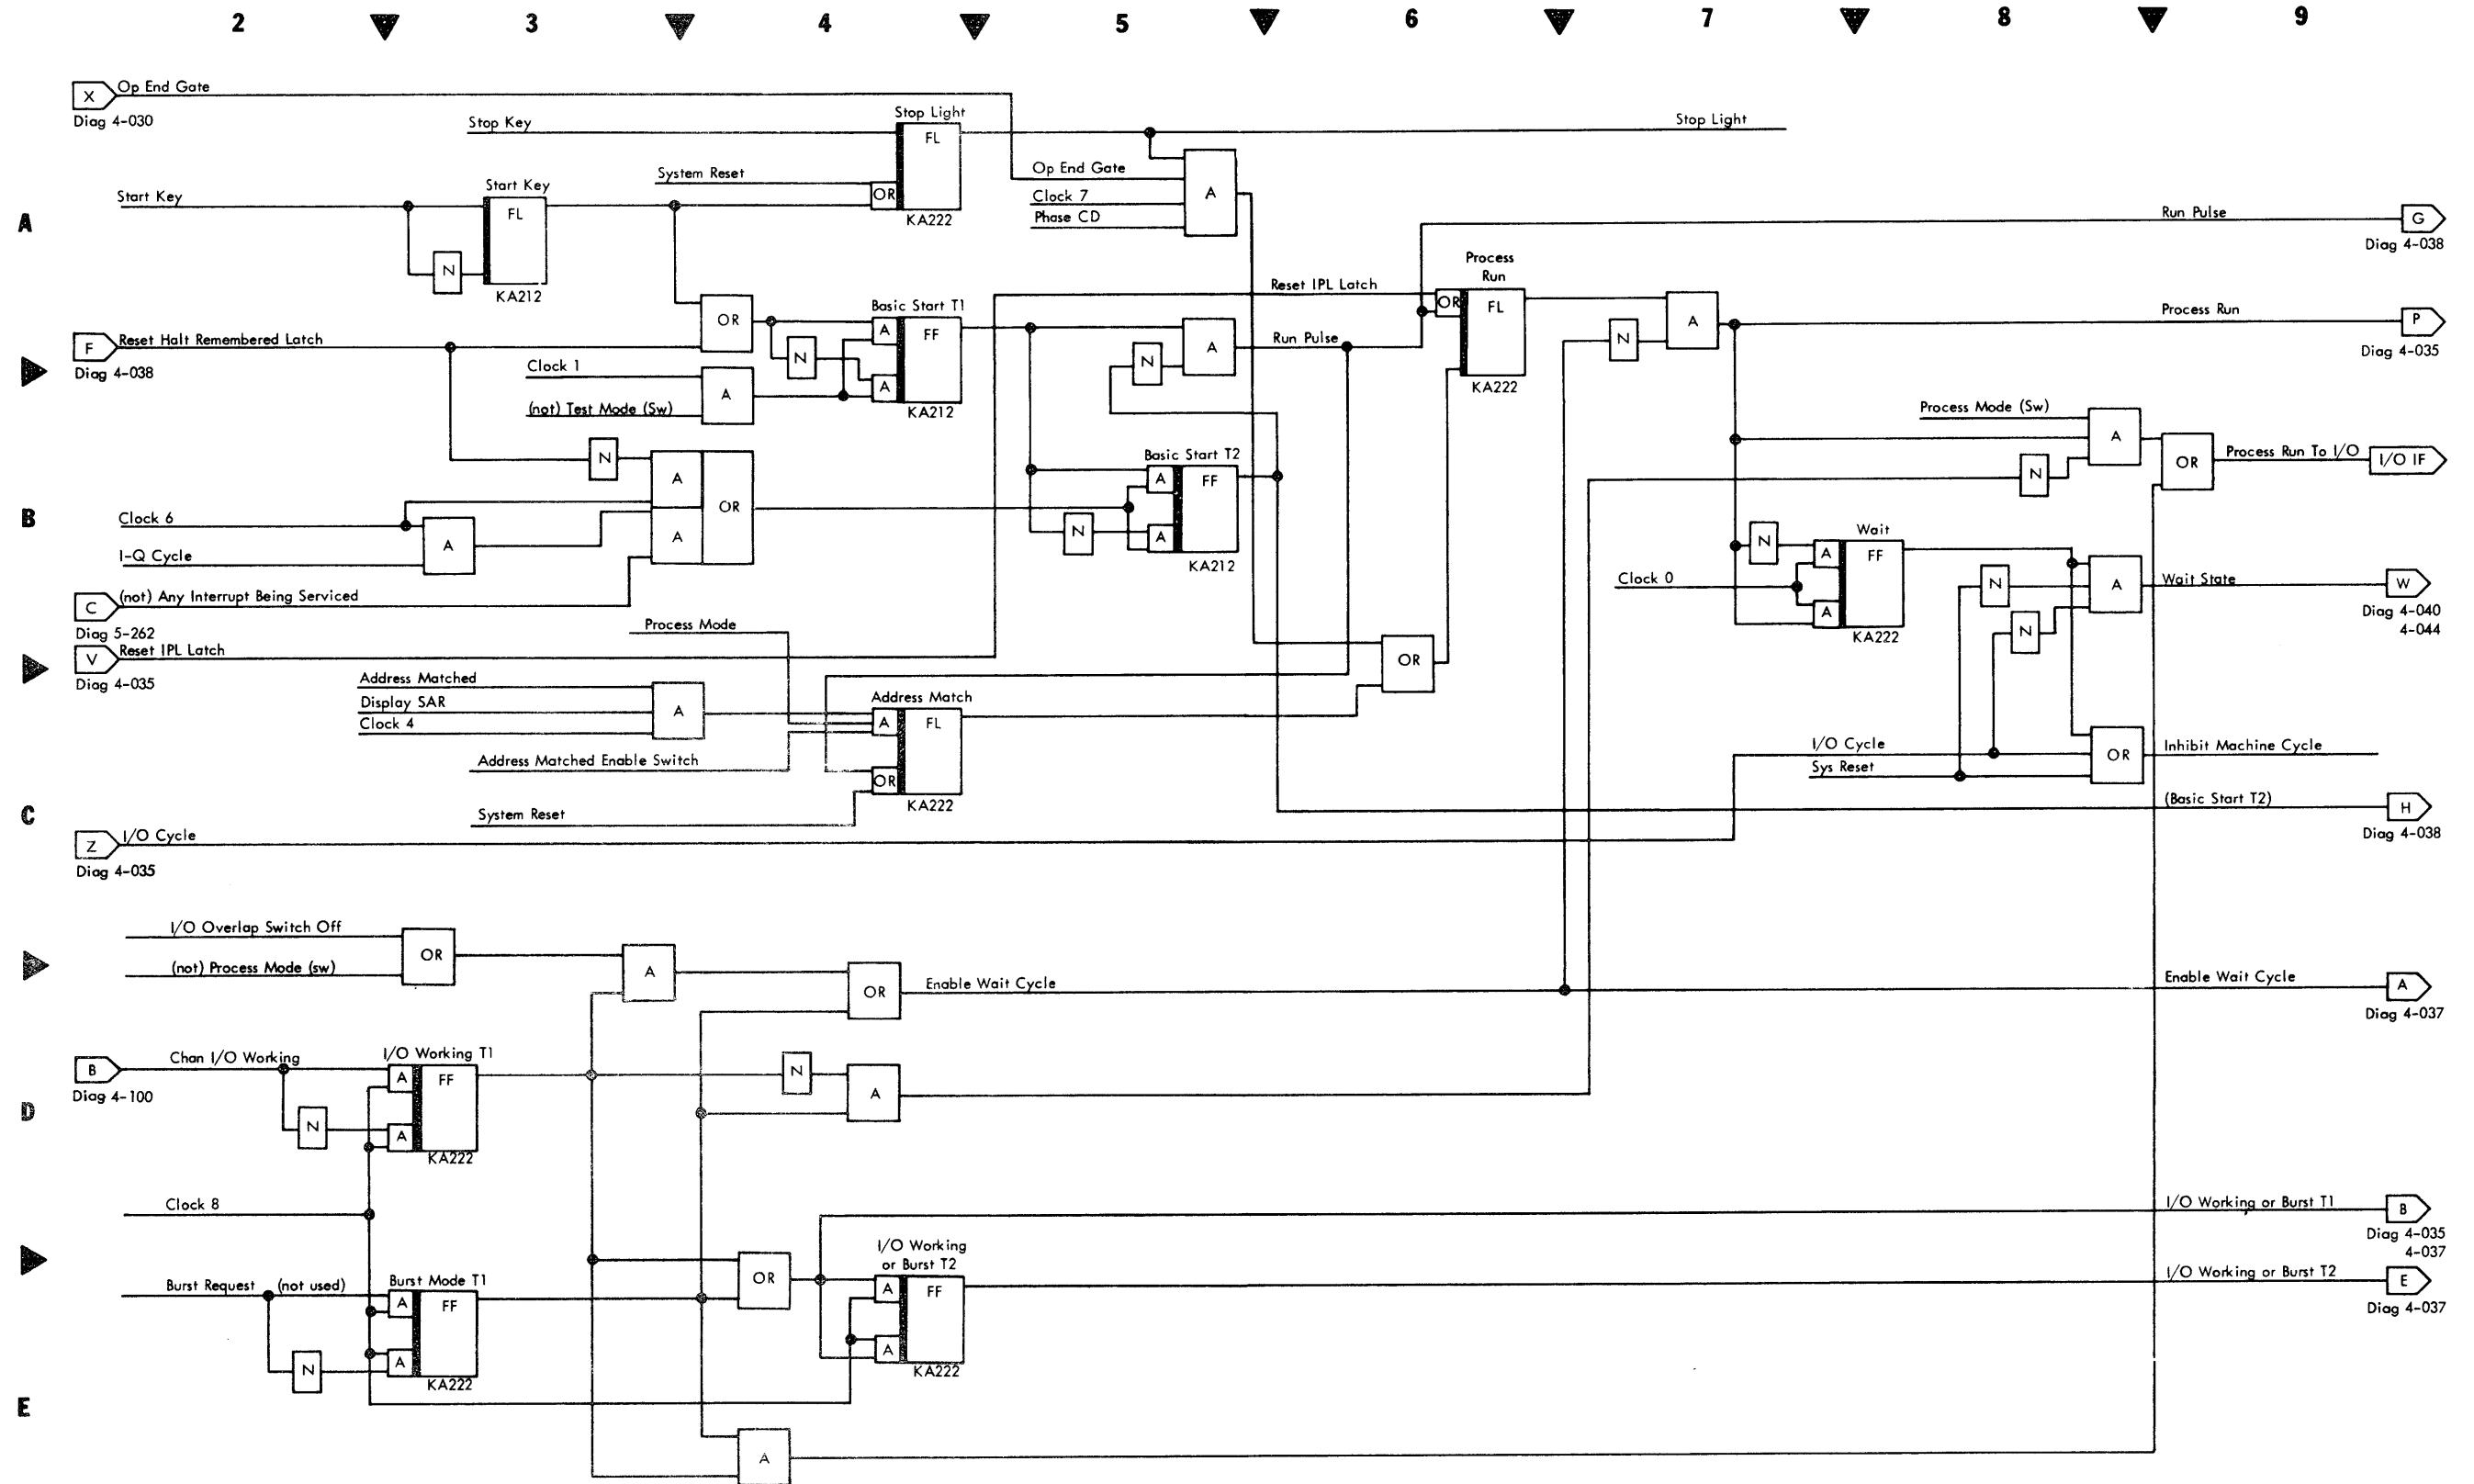 2 3 4 5 6 7 8 9
X Op End Gate
Diag 4-030
Stop Key
Stop Light
FL
Stop Light
System Reset
OR
KA222
Op End Gate
Clock 7
Phase CD
A
A
Start Key
Start Key
FL
N
KA212
Run Pulse
G
Diag 4-038
F
Reset Halt Remembered Latch
Diag 4-038
OR
N
Clock 1
(not) Test Mode (Sw)
A
Basic Start T1
A
FF
A
KA212
N
A
Run Pulse
Reset IPL Latch
Process
Run
OR
FL
KA222
N
A
Process Run
P
Diag 4-035
B
Clock 6
I-Q Cycle
A
N
A
A
OR
Basic Start T2
A
FF
N
A
KA212
Process Mode (Sw)
A
N
OR
Process Run To I/O
I/O IF
N
Wait
A
FF
Clock 0
A
KA222
N
N
A
Wait State
W
Diag 4-040
4-044
C
(not) Any Interrupt Being Serviced
Diag 5-262
V
Reset IPL Latch
Diag 4-035
Process Mode
Address Matched
Display SAR
Clock 4
A
Address Match
A
FL
OR
KA222
Address Matched Enable Switch
System Reset
OR
I/O Cycle
Sys Reset
OR
Inhibit Machine Cycle
C
(Basic Start T2)
H
Diag 4-038
Z
I/O Cycle
Diag 4-035
I/O Overlap Switch Off
(not) Process Mode (sw)
OR
A
OR
Enable Wait Cycle
Enable Wait Cycle
A
Diag 4-037
D
B
Chan I/O Working
Diag 4-100
I/O Working T1
A
FF
N
A
KA222
N
A
Clock 8
I/O Working or Burst T1
B
Diag 4-035
4-037
Burst Request (not used)
Burst Mode T1
A
FF
N
A
KA222
OR
I/O Working
or Burst T2
A
FF
A
KA222
I/O Working or Burst T2
E
Diag 4-037
E
A